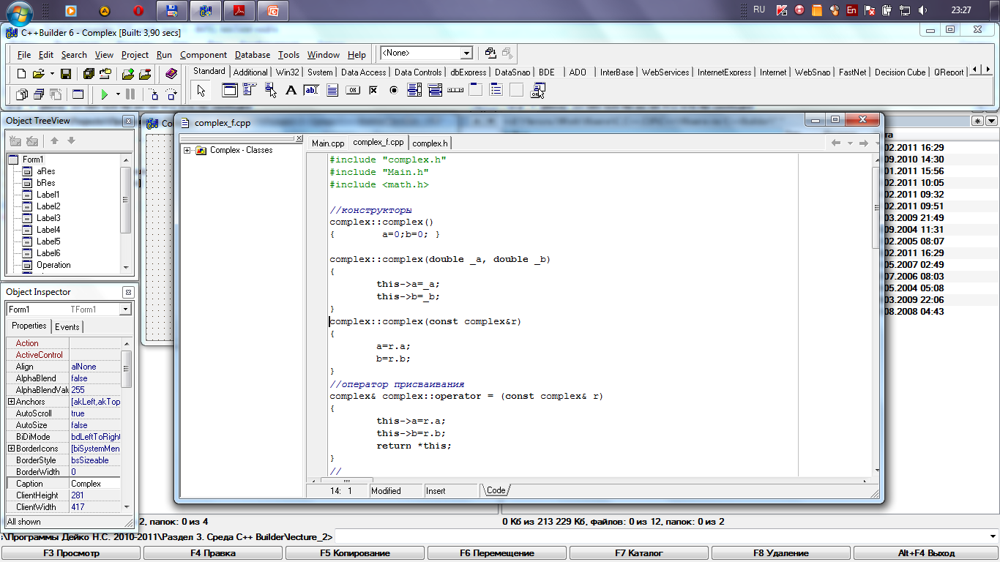 RU
En
23:27
C++Builder 6 - Complex [Built: 3,90 secs]
File Edit Search View Project Run Component Database Tools Window Help
<None>
Standard Additional Win32 System Data Access Data Controls dbExpress DataSnap BDE ADO InterBase WebServices InternetExpress Internet WebSnap FastNet Decision Cube QReport
Object TreeView
Form1
aRes
bRes
Label1
Label2
Label3
Label4
Label5
Label6
Operation
Object Inspector
Form1 TForm1
Properties Events
Action
ActiveControl
Align alNone
AlphaBlend false
AlphaBlendValu 255
Anchors [akLeft,akTop
AutoScroll true
AutoSize false
BiDiMode bdLeftToRight
BorderIcons [biSystemMen
BorderStyle bsSizeable
BorderWidth 0
Caption Complex
ClientHeight 281
ClientWidth 417
All shown
Co
complex_f.cpp
Complex - Classes
Main.cpp complex_f.cpp complex.h
#include "complex.h"
#include "Main.h"
#include <math.h>
//конструкторы
complex::complex()
{ a=0;b=0; }
complex::complex(double _a, double _b)
{
this->a=_a;
this->b=_b;
}
complex::complex(const complex&r)
{
a=r.a;
b=r.b;
}
//оператор присваивания
complex& complex::operator = (const complex& r)
{
this->a=r.a;
this->b=r.b;
return *this;
}
//
14: 1 Modified Insert Code
та
02.2011 16:29
09.2010 14:30
01.2011 15:56
02.2011 10:05
02.2011 09:32
02.2011 09:51
03.2009 21:49
09.2004 11:31
02.2005 08:07
02.2011 16:29
05.2007 02:49
07.2006 08:03
05.2004 05:08
03.2009 22:06
08.2008 04:43
2, папок: 0 из 4
0 Кб из 213 229 Кб, файлов: 0 из 12, папок: 0 из 2
:\Программы Дейко Н.С. 2010-2011\Раздел 3. Среда C++ Builder\lecture_2>
F3 Просмотр F4 Правка F5 Копирование F6 Перемещение F7 Каталог F8 Удаление Alt+F4 Выход